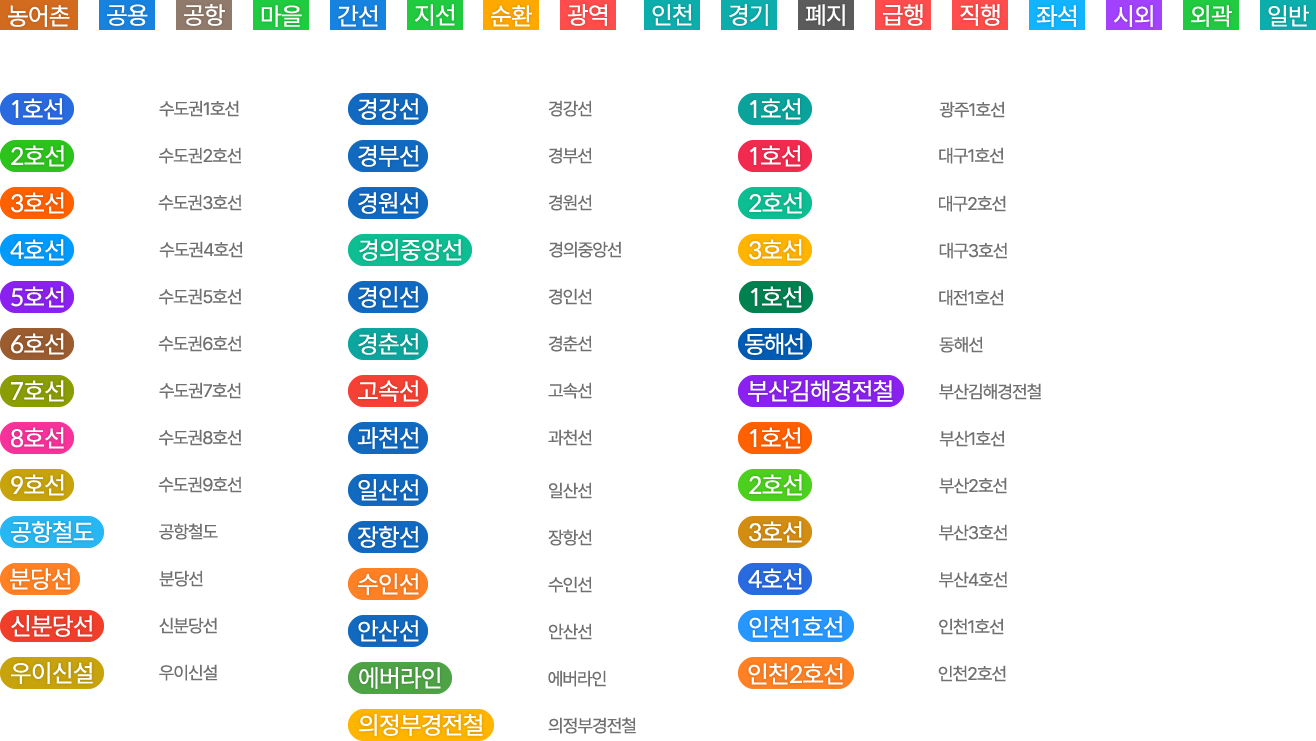 농어촌 공용 공항 마을 간선 지선 순환 광역 인천 경기 폐지 급행 직행 좌석 시외 외곽 일반
1호선 수도권1호선 경강선 경강선 1호선 광주1호선
2호선 수도권2호선 경부선 경부선 1호선 대구1호선
3호선 수도권3호선 경원선 경원선 2호선 대구2호선
4호선 수도권4호선 경의중앙선 경의중앙선 3호선 대구3호선
5호선 수도권5호선 경인선 경인선 1호선 대전1호선
6호선 수도권6호선 경춘선 경춘선 동해선 동해선
7호선 수도권7호선 고속선 고속선 부산김해경전철 부산김해경전철
8호선 수도권8호선 과천선 과천선 1호선 부산1호선
9호선 수도권9호선 일산선 일산선 2호선 부산2호선
공항철도 공항철도 장항선 장항선 3호선 부산3호선
분당선 분당선 수인선 수인선 4호선 부산4호선
신분당선 신분당선 안산선 안산선 인천1호선 인천1호선
우이신설 우이신설 에버라인 에버라인 인천2호선 인천2호선
의정부경전철 의정부경전철